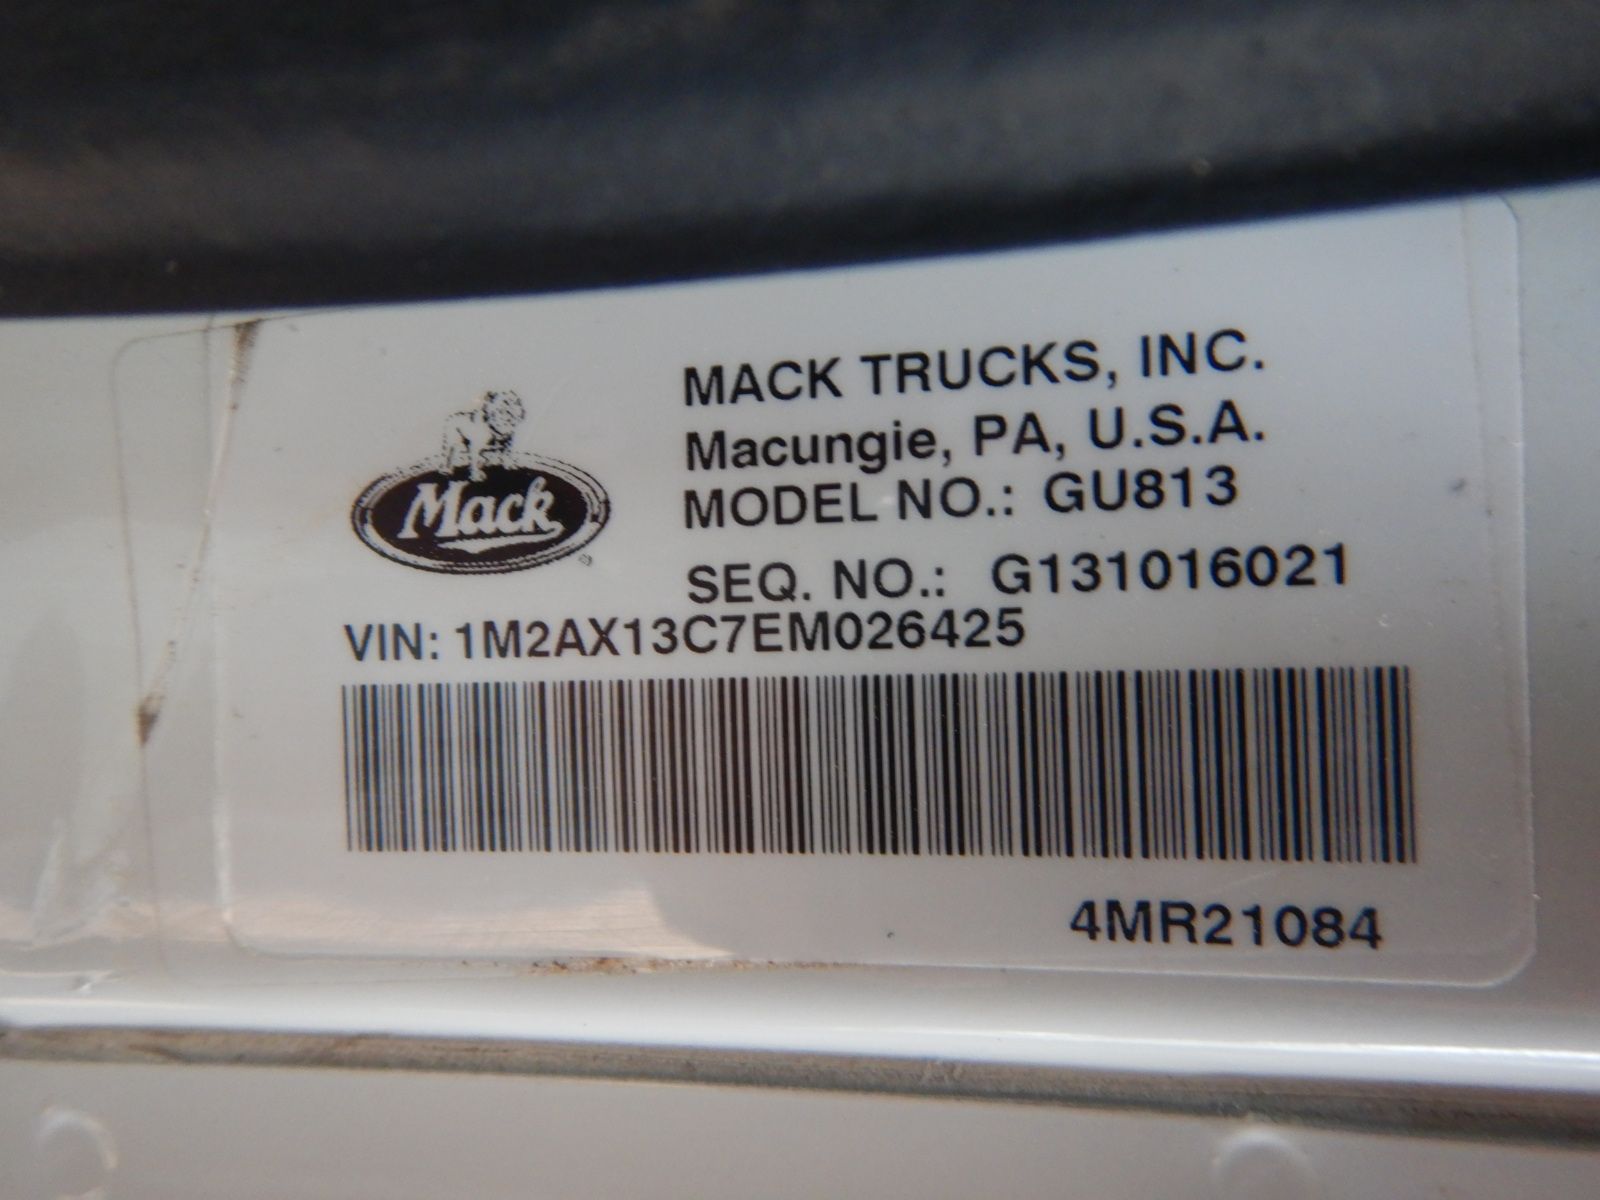 MACK TRUCKS, INC.
Macungie, PA, U.S.A.
MODEL NO.: GU813
Mack
SEQ. NO.: G131016021
VIN: 1M2AX13C7EM026425
4MR21084